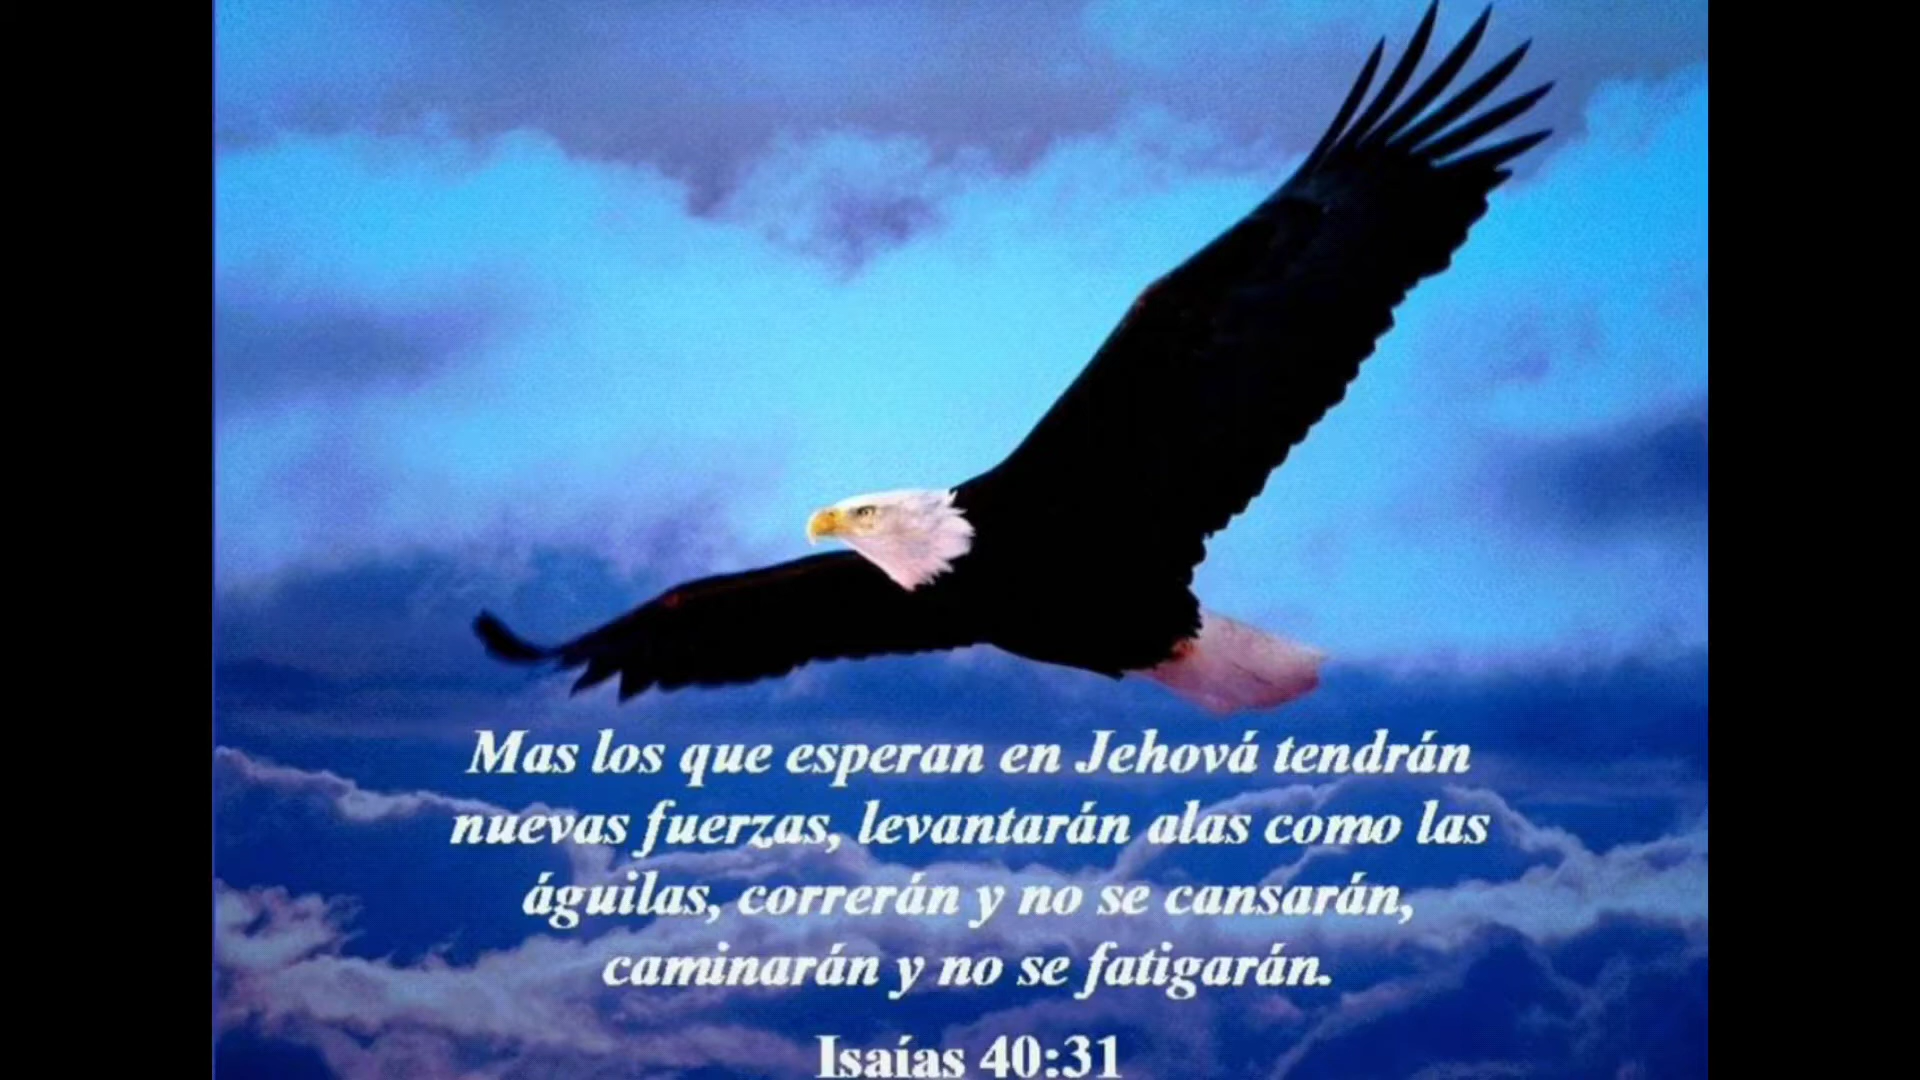 Mas los que esperan en Jehová tendrán
nuevas fuerzas, levantarán alas como las
águilas, correrán y no se cansarán,
caminarán y no se fatigarán.
Isaías 40:31